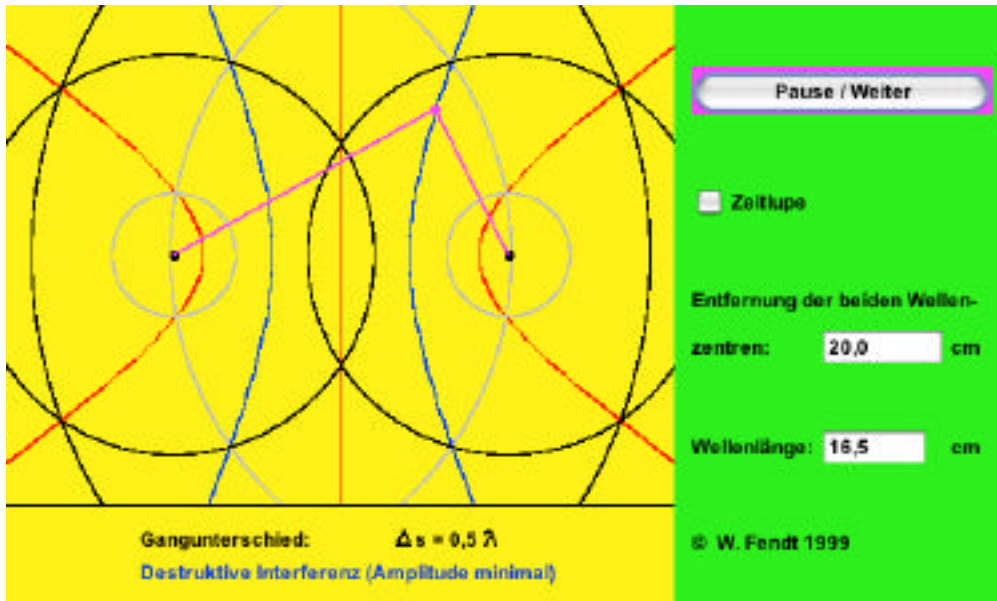 Pause / Weiter
Zeitlupe
Entfernung der beiden Wellen-
zentren: 20,0 cm
Wellenlänge: 16,5 cm
© W. Fendt 1999
Gangunterschied: Δ s = 0,5 λ
Destruktive Interferenz (Amplitude minimal)